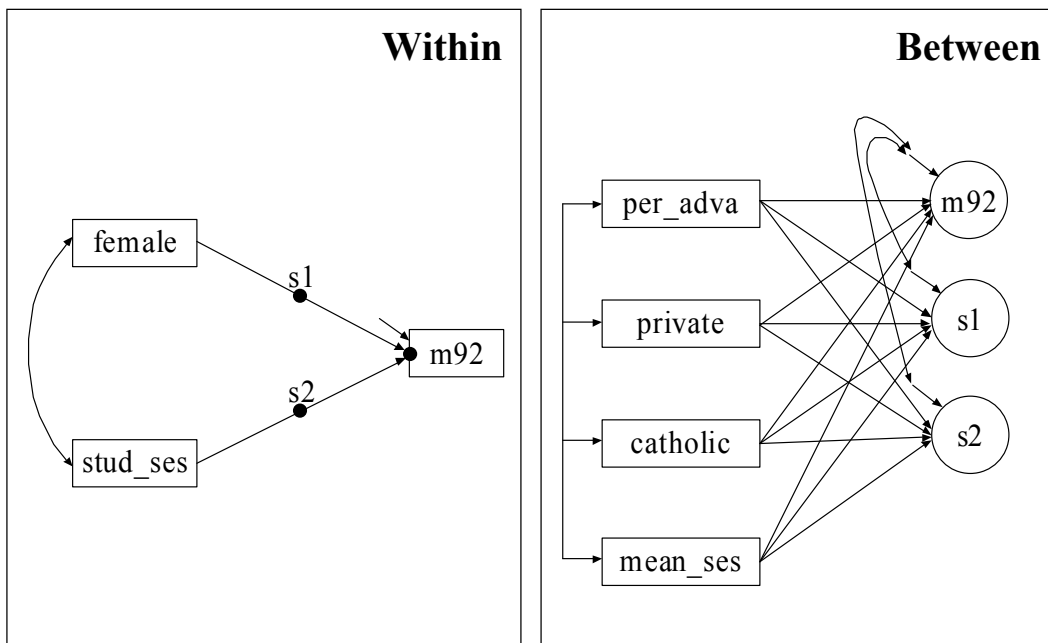 Within
female
s1
m92
s2
stud_ses
Between
per_adva
m92
private
s1
catholic
s2
mean_ses